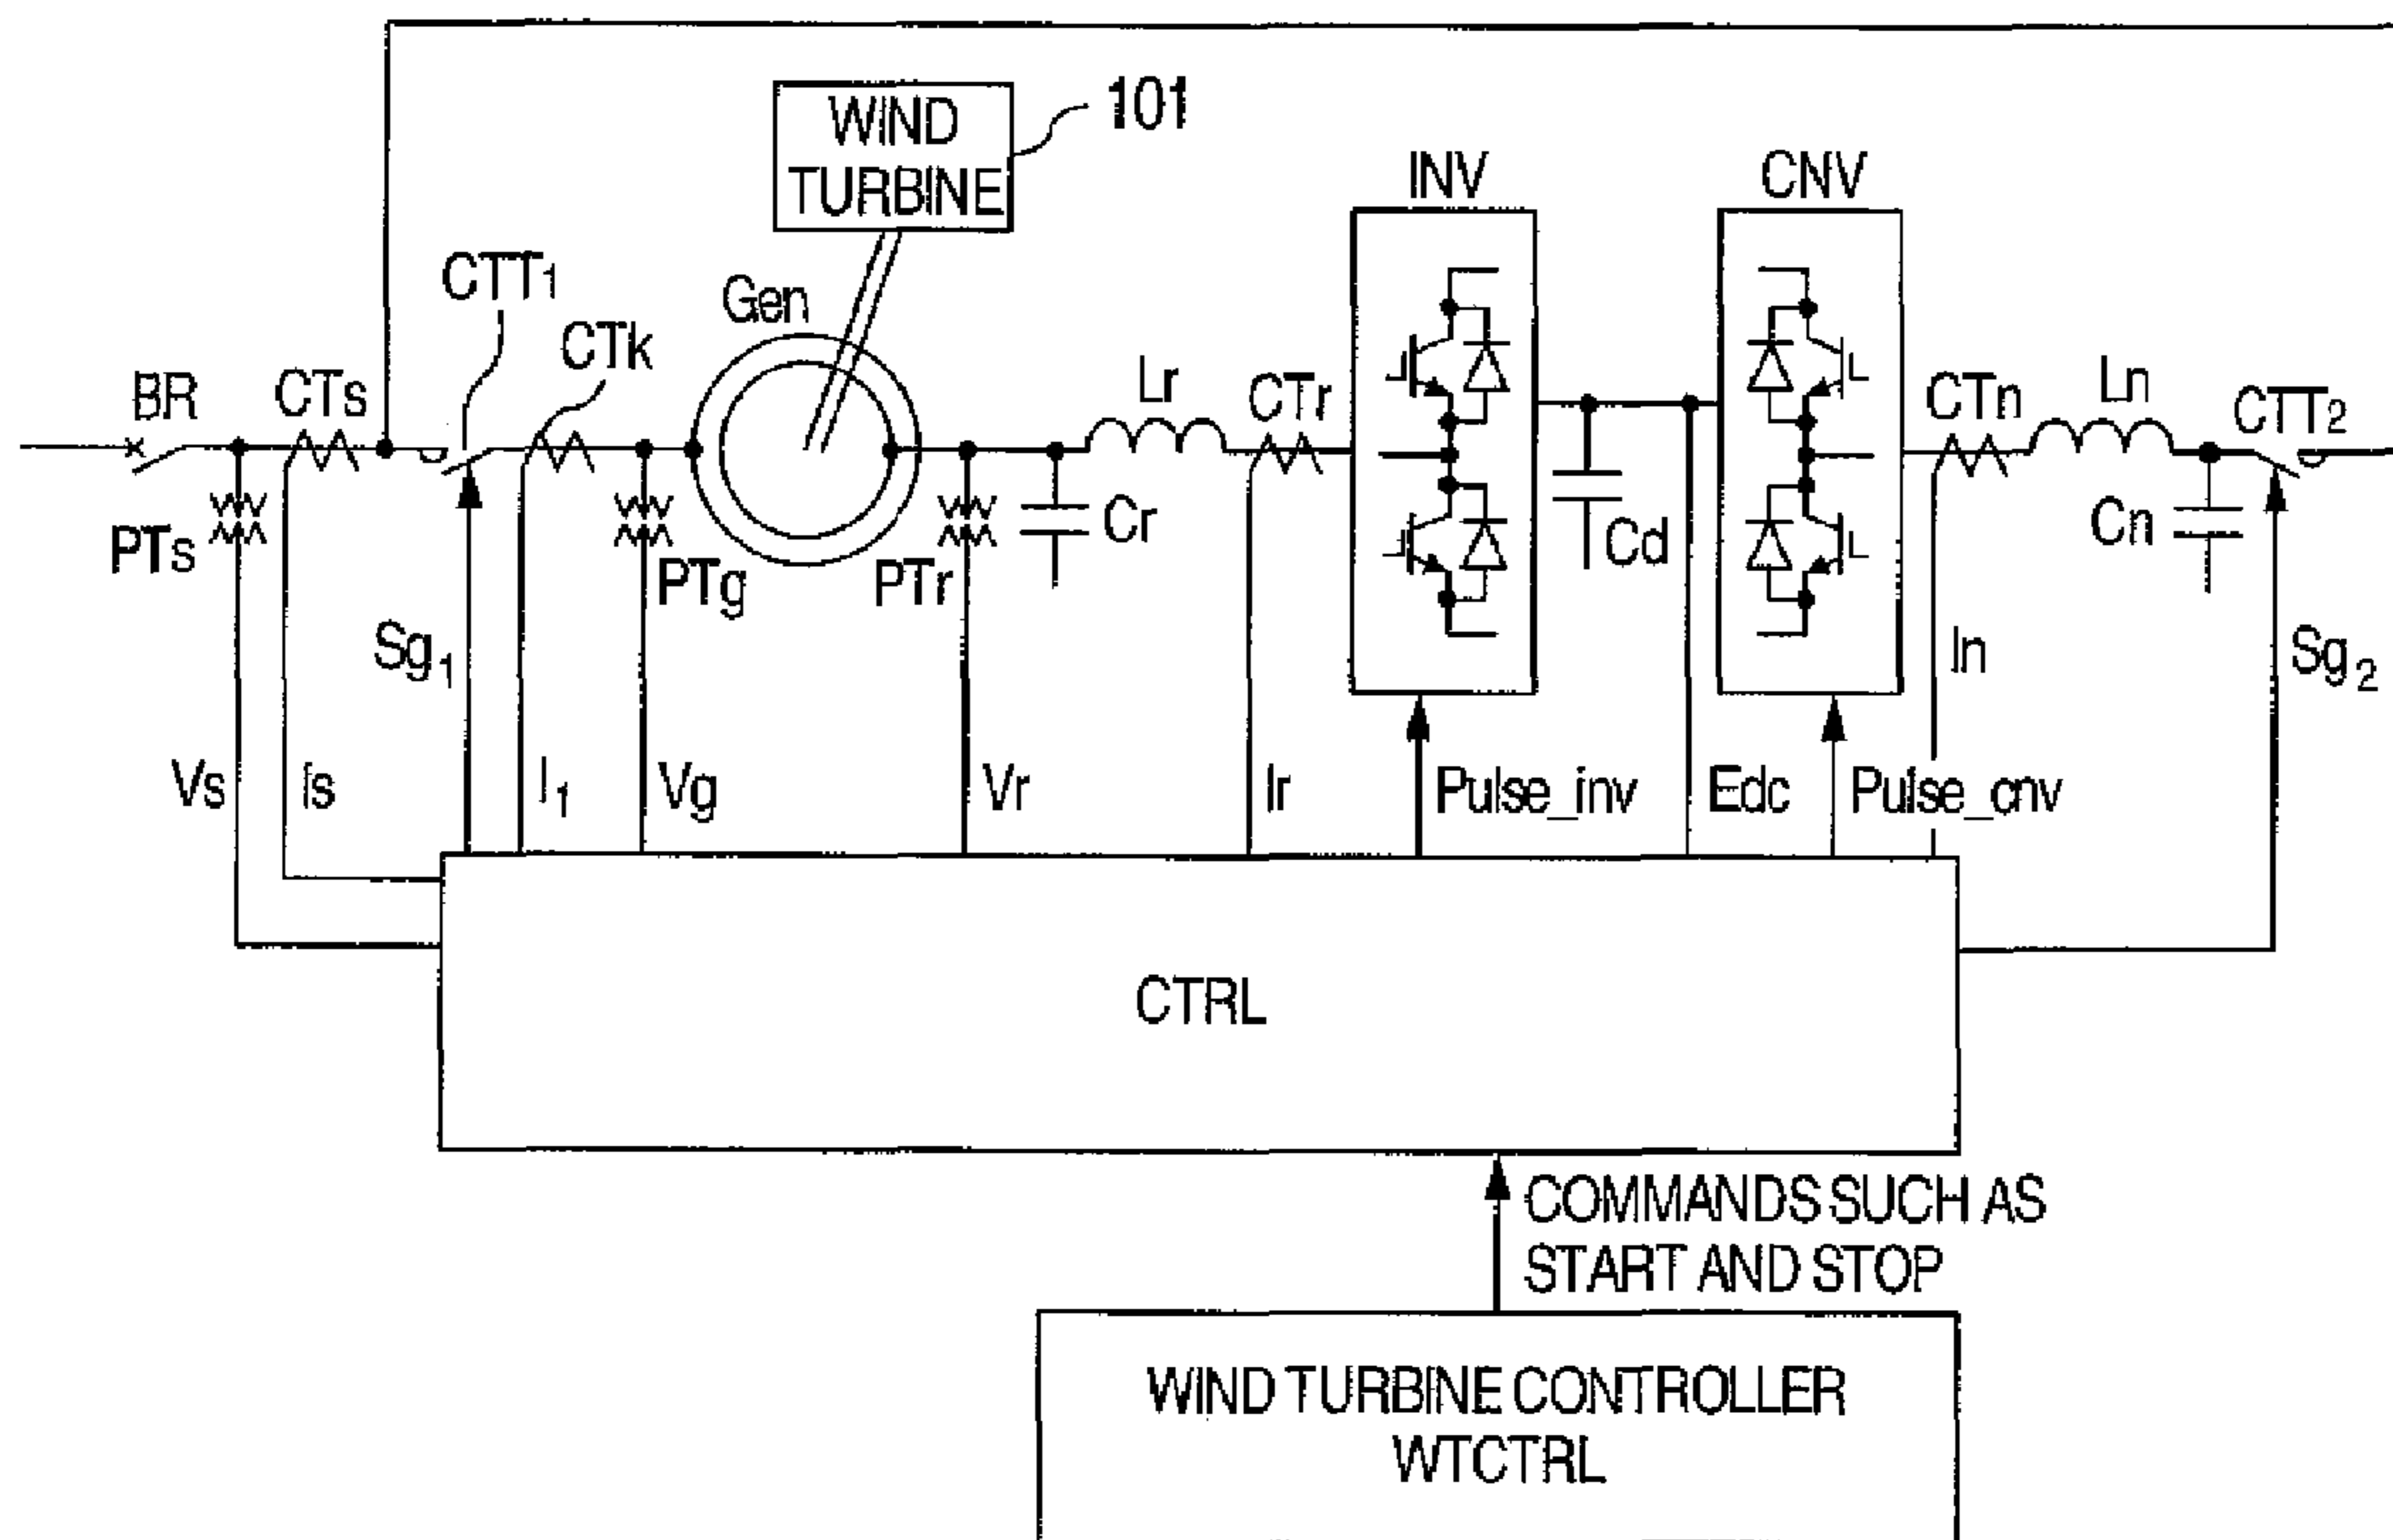 WIND
TURBINE
101
INV
CNV
CTT1
Gen
CTk
BR
CTs
Lr
CTr
CTn
Ln
CTT2
PTs
PTg
PTr
Cr
Cd
Cn
Sg1
In
Sg2
Vs
Is
I1
Vg
Vr
Ir
Pulse_inv
Edc
Pulse_cnv
CTRL
COMMANDS SUCH AS
START AND STOP
WIND TURBINE CONTROLLER
WTCTRL